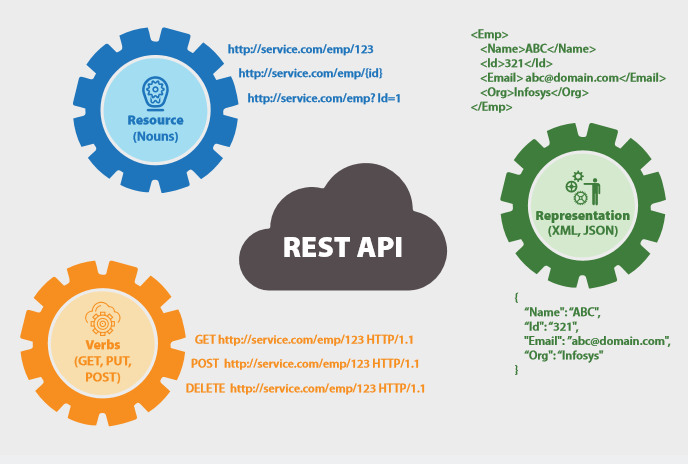 http://service.com/emp/123
http://service.com/emp/{id}
http://service.com/emp? Id=1
Resource
(Nouns)
<Emp>
<Name>ABC</Name>
<Id>321</Id>
<Email> abc@domain.com</Email>
<Org>Infosys</Org>
</Emp>
Representation
(XML, JSON)
REST API
Verbs
(GET, PUT,
POST)
GET http://service.com/emp/123 HTTP/1.1
POST http://service.com/emp/123 HTTP/1.1
DELETE http://service.com/emp/123 HTTP/1.1
{
"Name": "ABC",
"Id": "321",
"Email": "abc@domain.com",
"Org": "Infosys"
}